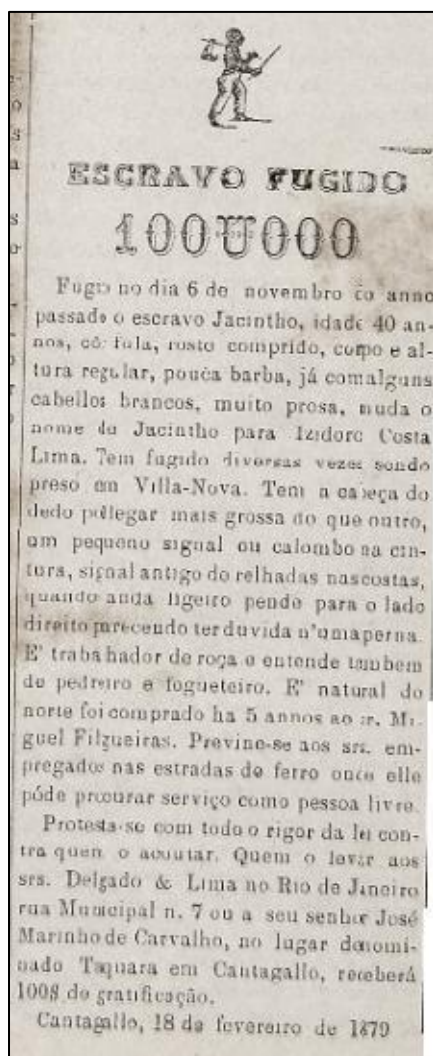 ESCRAVO FUGIDO
100U000
Fugio no dia 6 de novembro do anno
passado o escravo Jacintho, idade 40 an-
nos, côr fula, rosto comprido, corpo e al-
tura regular, pouca barba, já comalguns
cabellos brancos, muito prosa, muda o
nome de Jacintho para Izidoro Costa
Lima. Tem fugido diversas vezes sendo
preso em Villa-Nova. Tem a cabeça do
dedo pollegar mais grossa do que outro,
um pequeno signal ou calombo na cin-
tura, signal antigo de relhadas nascostas,
quando anda ligeiro pende para o lado
direito parecendo ter duvida n'umaperna.
E' trabalhador de roça e entende tambem
de pedreiro e fogueteiro. E' natural do
norte foi comprado ha 5 annos ao sr. Mi-
guel Filgueiras. Previne-se aos srs. em-
pregados nas estradas de ferro onde elle
póde procurar serviço como pessoa livre.
Protesta-se com todo o rigor da lei con-
tra quem o acoutar. Quem o levar aos
srs. Delgado & Lima no Rio de Janeiro
rua Municipal n. 7 ou a seu senhor José
Marinho de Carvalho, no lugar denomi-
nado Taquara em Cantagallo, receberá
100$ de gratificação.
Cantagallo, 18 de fevereiro de 1879